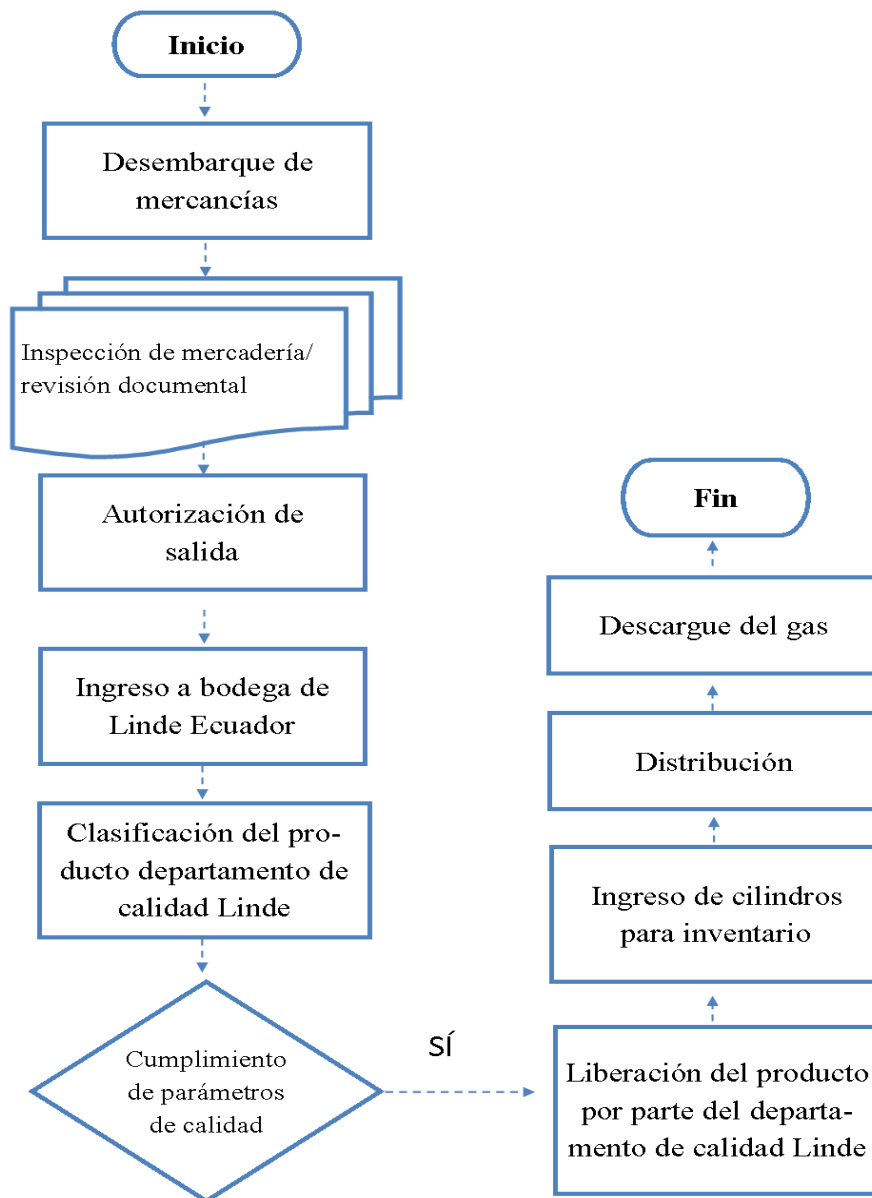 Inicio
Desembarque de
mercancías
Inspección de mercadería/
revisión documental
Autorización de
salida
Ingreso a bodega de
Linde Ecuador
Clasificación del pro-
ducto departamento de
calidad Linde
Cumplimiento
de parámetros
de calidad
SÍ
Liberación del producto
por parte del departa-
mento de calidad Linde
Ingreso de cilindros
para inventario
Distribución
Descargue del gas
Fin